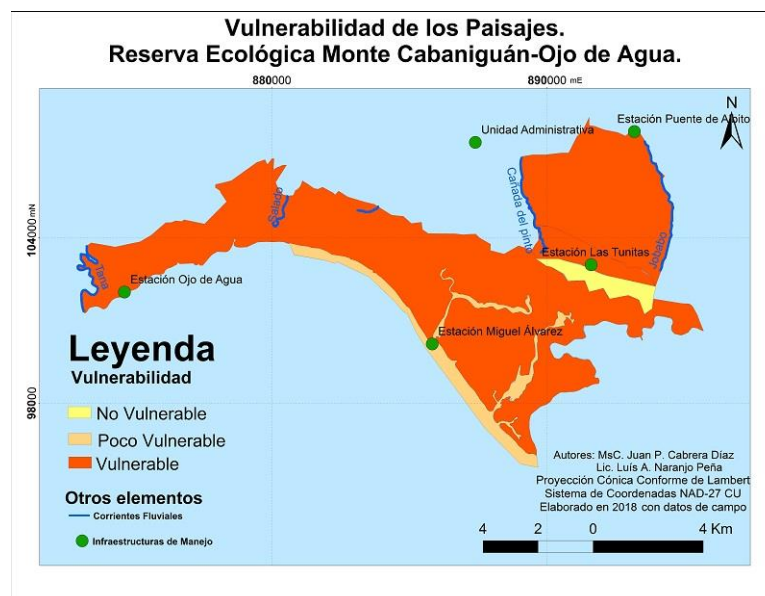 Vulnerabilidad de los Paisajes.
Reserva Ecológica Monte Cabaniguán-Ojo de Agua.
880000
890000 mE
N
Estación Puente de Albito
Unidad Administrativa
Cañada del pinto
Salado
104000 mN
Estación Las Tunitas
Jobabo
Tana
Estación Ojo de Agua
Estación Miguel Álvarez
Leyenda
Vulnerabilidad
98000
No Vulnerable
Poco Vulnerable
Vulnerable
Autores: MsC. Juan P. Cabrera Díaz
Lic. Luís A. Naranjo Peña
Proyección Cónica Conforme de Lambert
Sistema de Coordenadas NAD-27 CU
Elaborado en 2018 con datos de campo
Otros elementos
Corrientes Fluviales
Infraestructuras de Manejo
4 2 0 4 Km